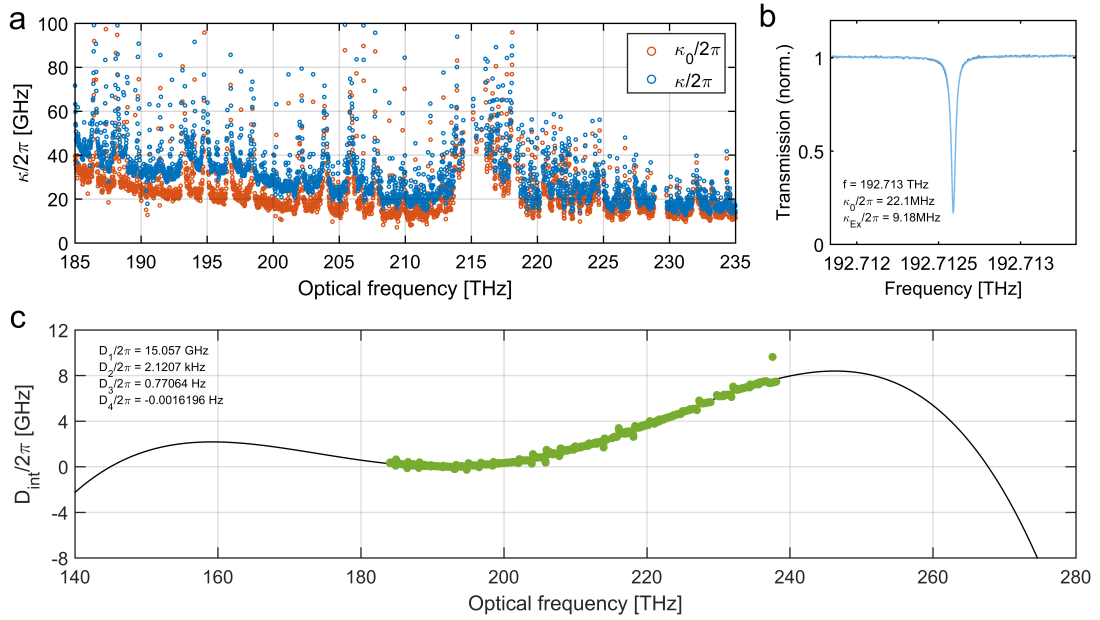 a
100
80
60
40
20
0
κ/2π [GHz]
κ₀/2π
κ/2π
185
190
195
200
205
210
215
220
225
230
235
Optical frequency [THz]
b
1
0.5
0
Transmission (norm.)
f = 192.713 THz
κ₀/2π = 22.1MHz
κ_Ex/2π = 9.18MHz
192.712
192.7125
192.713
Frequency [THz]
c
12
8
4
0
-4
-8
D_int/2π [GHz]
D₁/2π = 15.057 GHz
D₂/2π = 2.1207 kHz
D₃/2π = 0.77064 Hz
D₄/2π = -0.0016196 Hz
140
160
180
200
220
240
260
280
Optical frequency [THz]